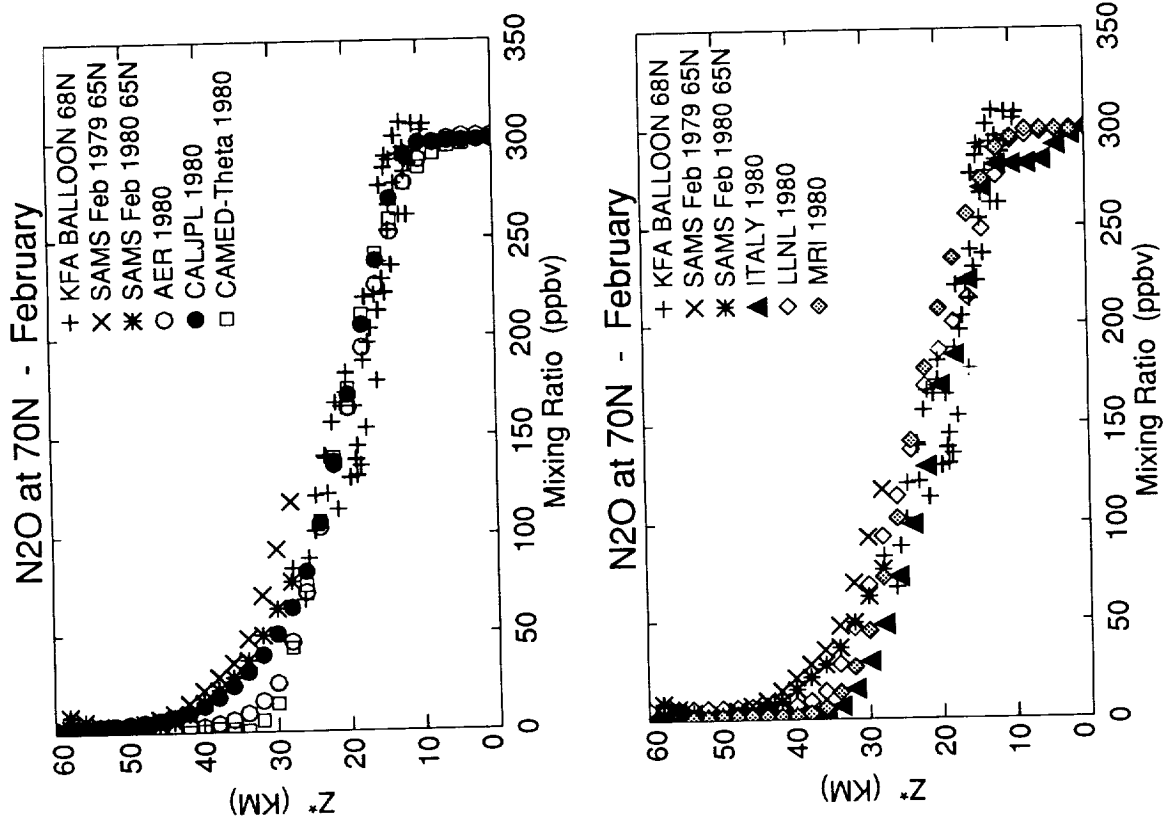 N2O at 70N - February
+ KFA BALLOON 68N
× SAMS Feb 1979 65N
SAMS Feb 1980 65N
AER 1980
CALJPL 1980
CAMED-Theta 1980
60
50
40
30
20
10
0
Z* (KM)
0
50
100
150
200
250
300
350
Mixing Ratio (ppbv)
N2O at 70N - February
+ KFA BALLOON 68N
× SAMS Feb 1979 65N
SAMS Feb 1980 65N
ITALY 1980
LLNL 1980
MRI 1980
60
50
40
30
20
10
0
Z* (KM)
0
50
100
150
200
250
300
350
Mixing Ratio (ppbv)